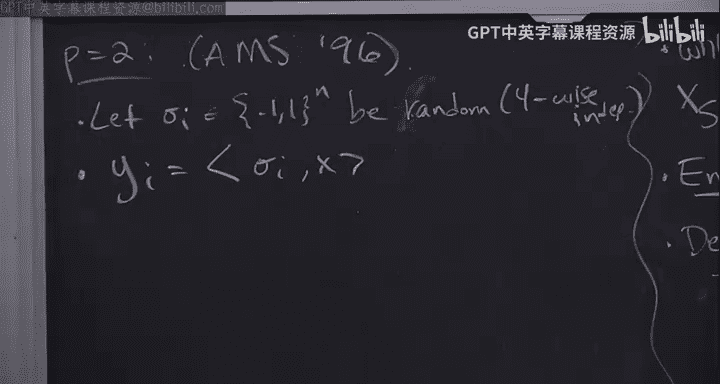 GPT中英字幕课程资源@bilibili.com
GPT中英字幕课程资源 bilibili
p=2: (AMS '96).
• Let σi ∈ {-1,1}^n be random (4-wise indep.)
• yi = <σi, x>
• whi
XS
• En
• De